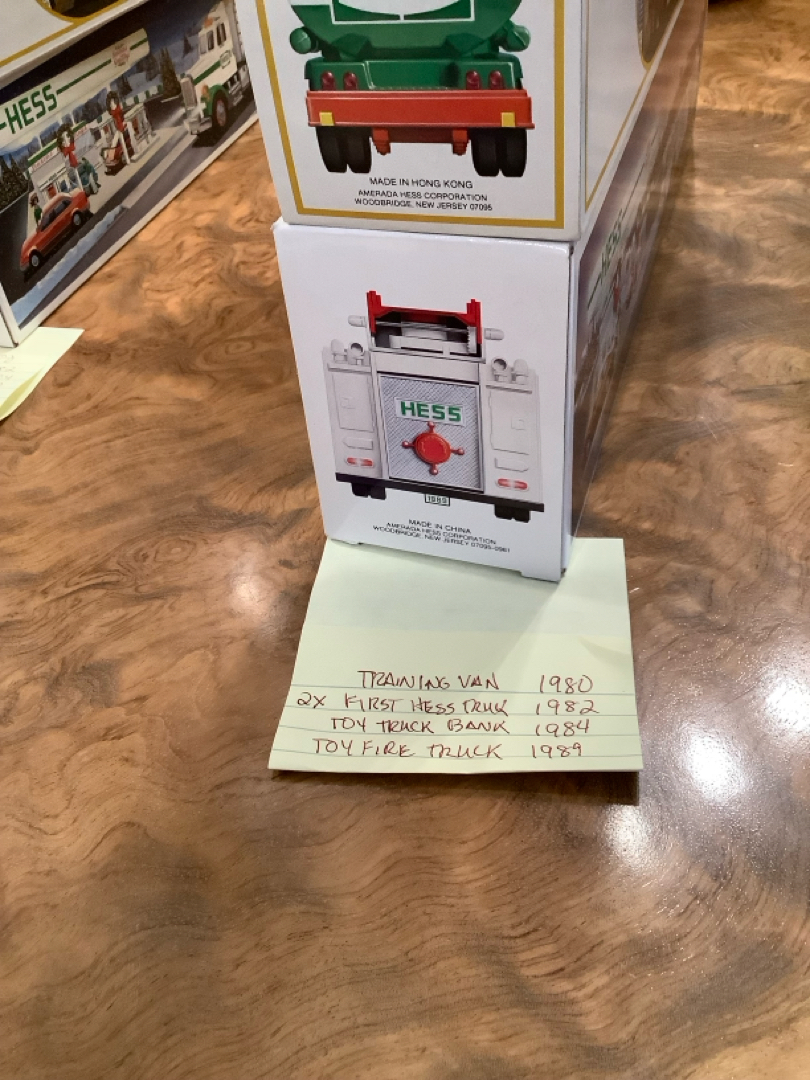 HESS
MADE IN HONG KONG
AMERADA HESS CORPORATION
WOODBRIDGE, NEW JERSEY 07095
HESS
HESS
1989
MADE IN CHINA
AMERADA HESS CORPORATION
WOODBRIDGE, NEW JERSEY 07095-0961
TRAINING VAN 1980
2X FIRST HESS TRUK 1982
TOY TRUCK BANK 1984
TOY FIRE TRUCK 1989